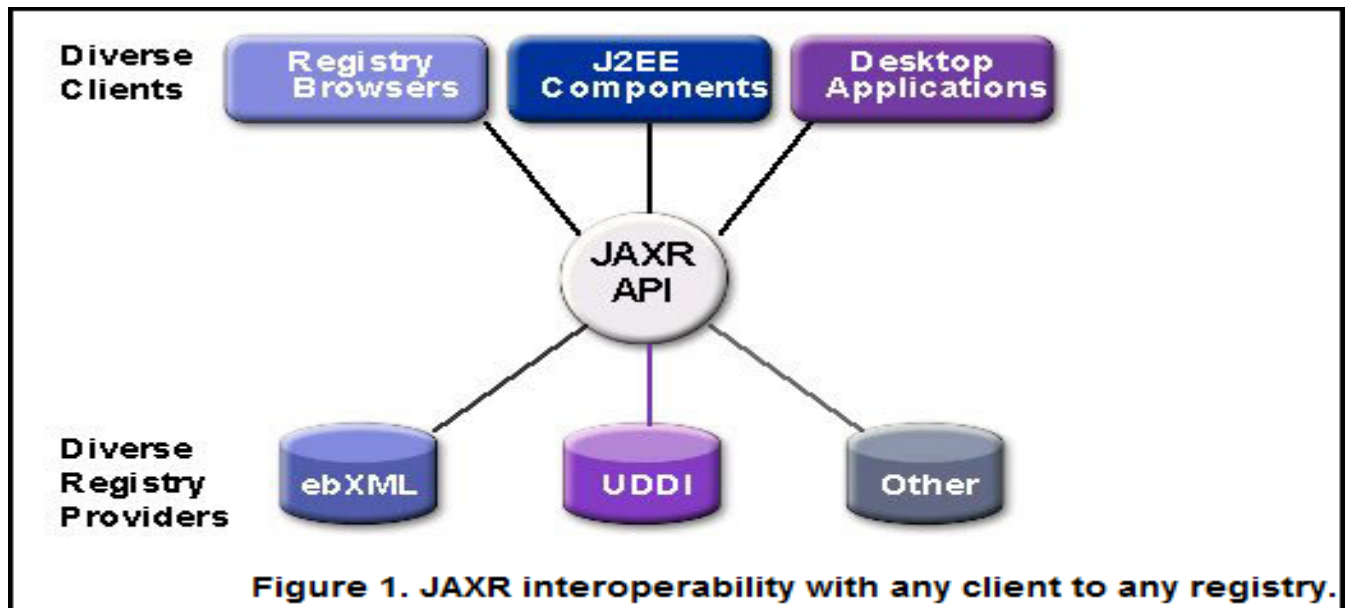 Diverse
Clients
Registry
Browsers
J2EE
Components
Desktop
Applications
JAXR
API
Diverse
Registry
Providers
ebXML
UDDI
Other
Figure 1. JAXR interoperability with any client to any registry.